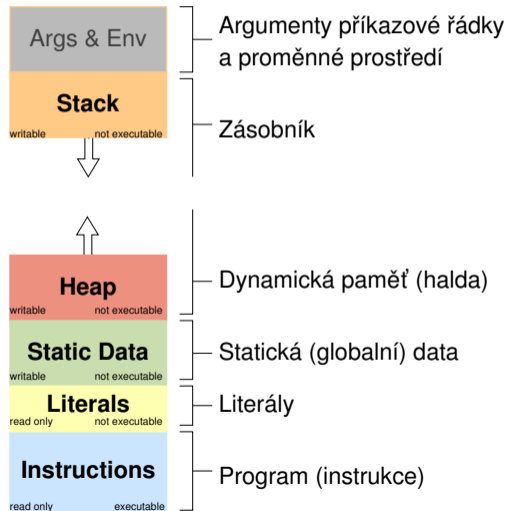 Args & Env
Argumenty příkazové řádky
a proměnné prostředí
Stack
writable not executable
Zásobník
Heap
writable not executable
Dynamická paměť (halda)
Static Data
writable not executable
Statická (globalní) data
Literals
read only not executable
Literály
Instructions
read only executable
Program (instrukce)